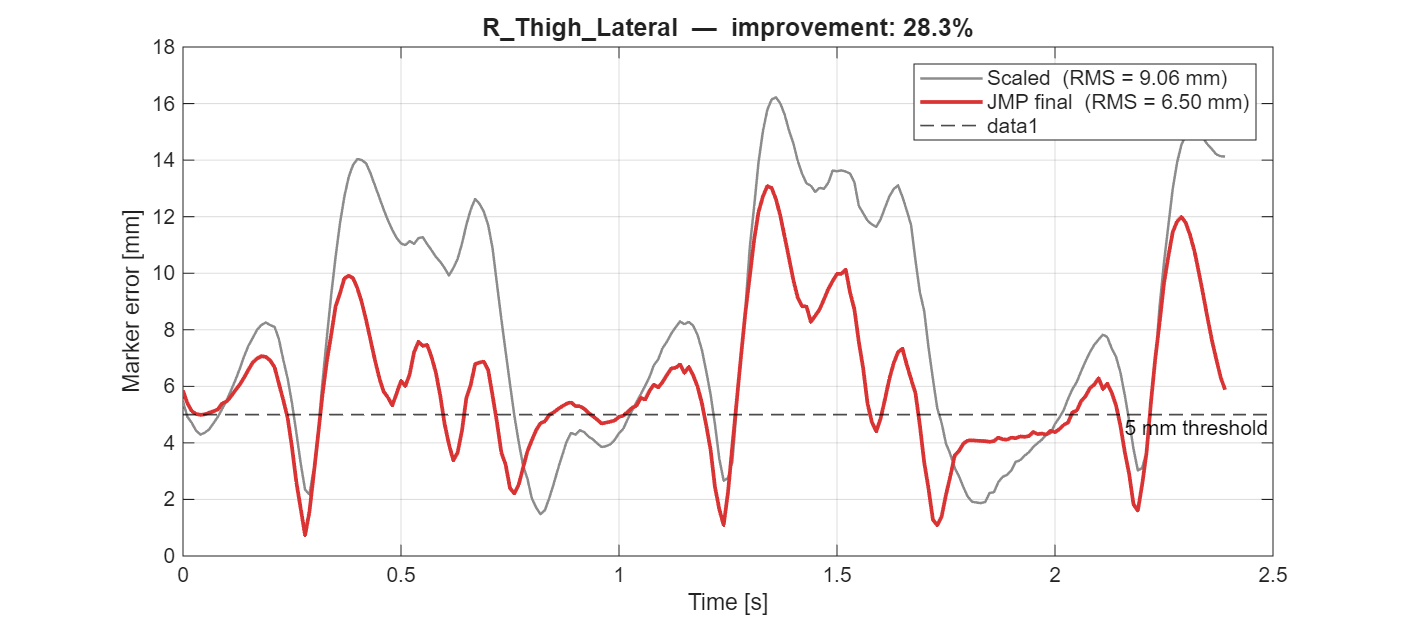 R_Thigh_Lateral — improvement: 28.3%
Marker error [mm]
18
16
14
12
10
8
6
4
2
0
Scaled (RMS = 9.06 mm)
JMP final (RMS = 6.50 mm)
data1
5 mm threshold
0 0.5 1 1.5 2 2.5
Time [s]